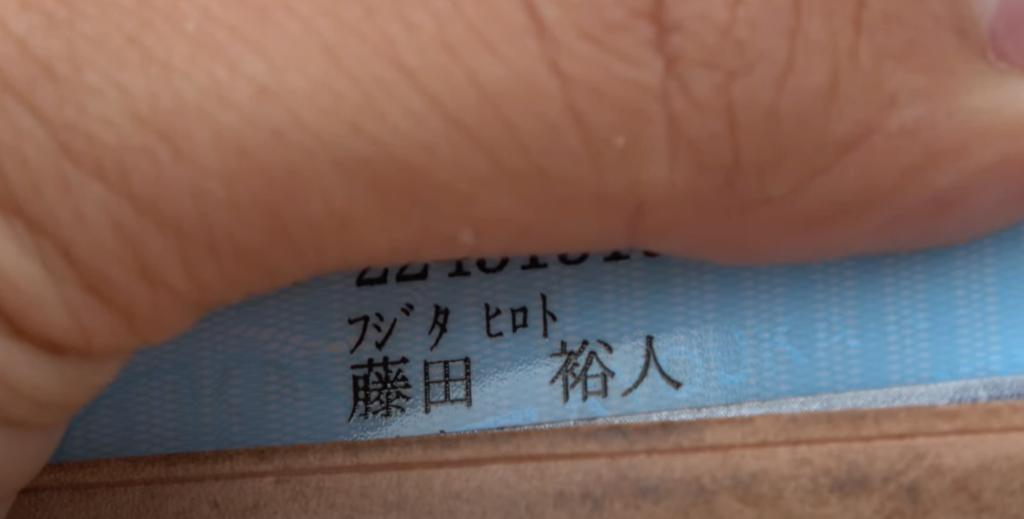 フジタ ヒロト
藤田 裕人